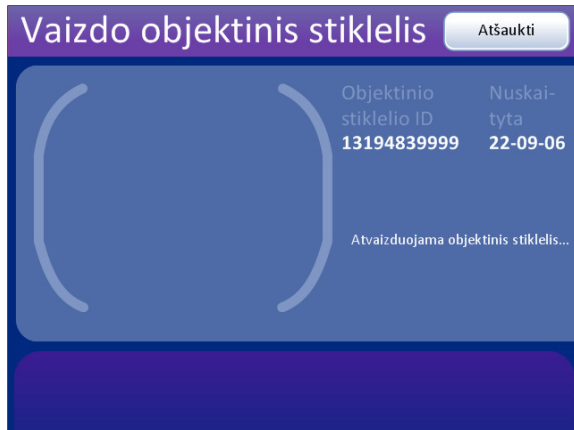 Vaizdo objektinis stiklelis
Atšaukti
Objektinio
stiklelio ID
13194839999
Nuskai-
tyta
22-09-06
Atvaizduojama objektinis stiklelis...